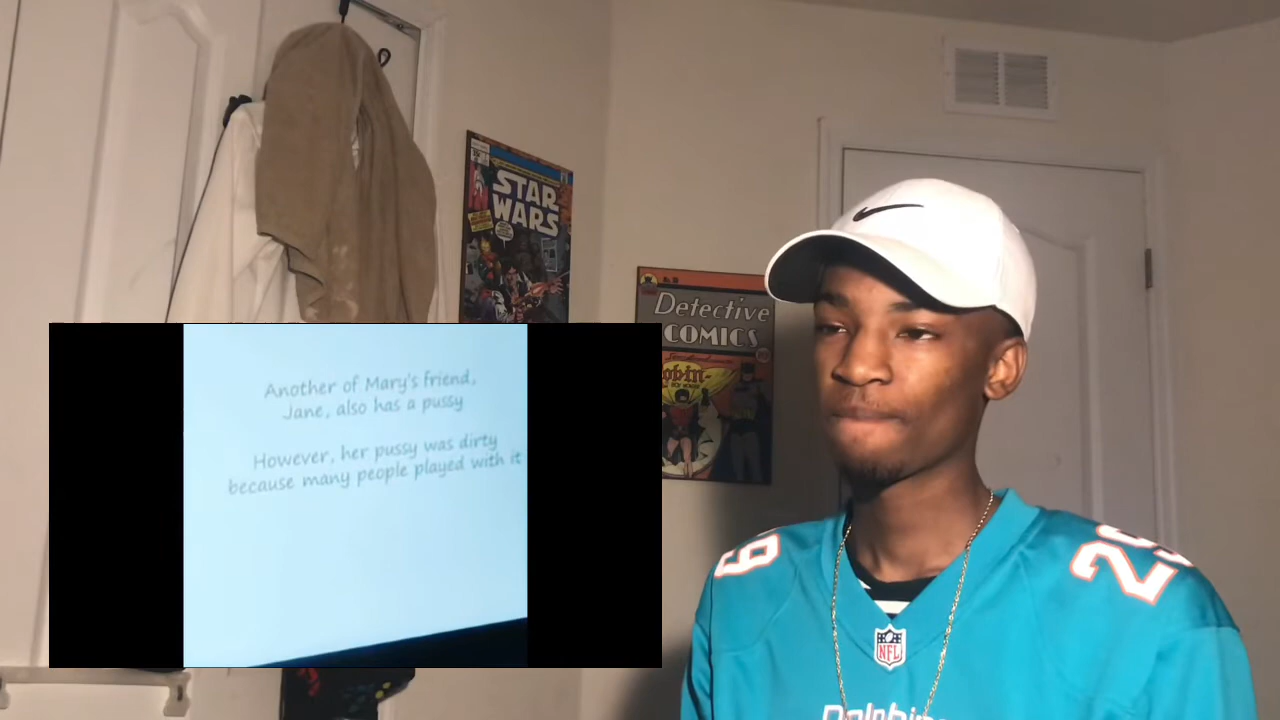 STAR
WARS
Detective
COMICS
Another of Mary's friend,
Jane, also has a pussy
However, her pussy was dirty
because many people played with it
29
NFL
Dolphins